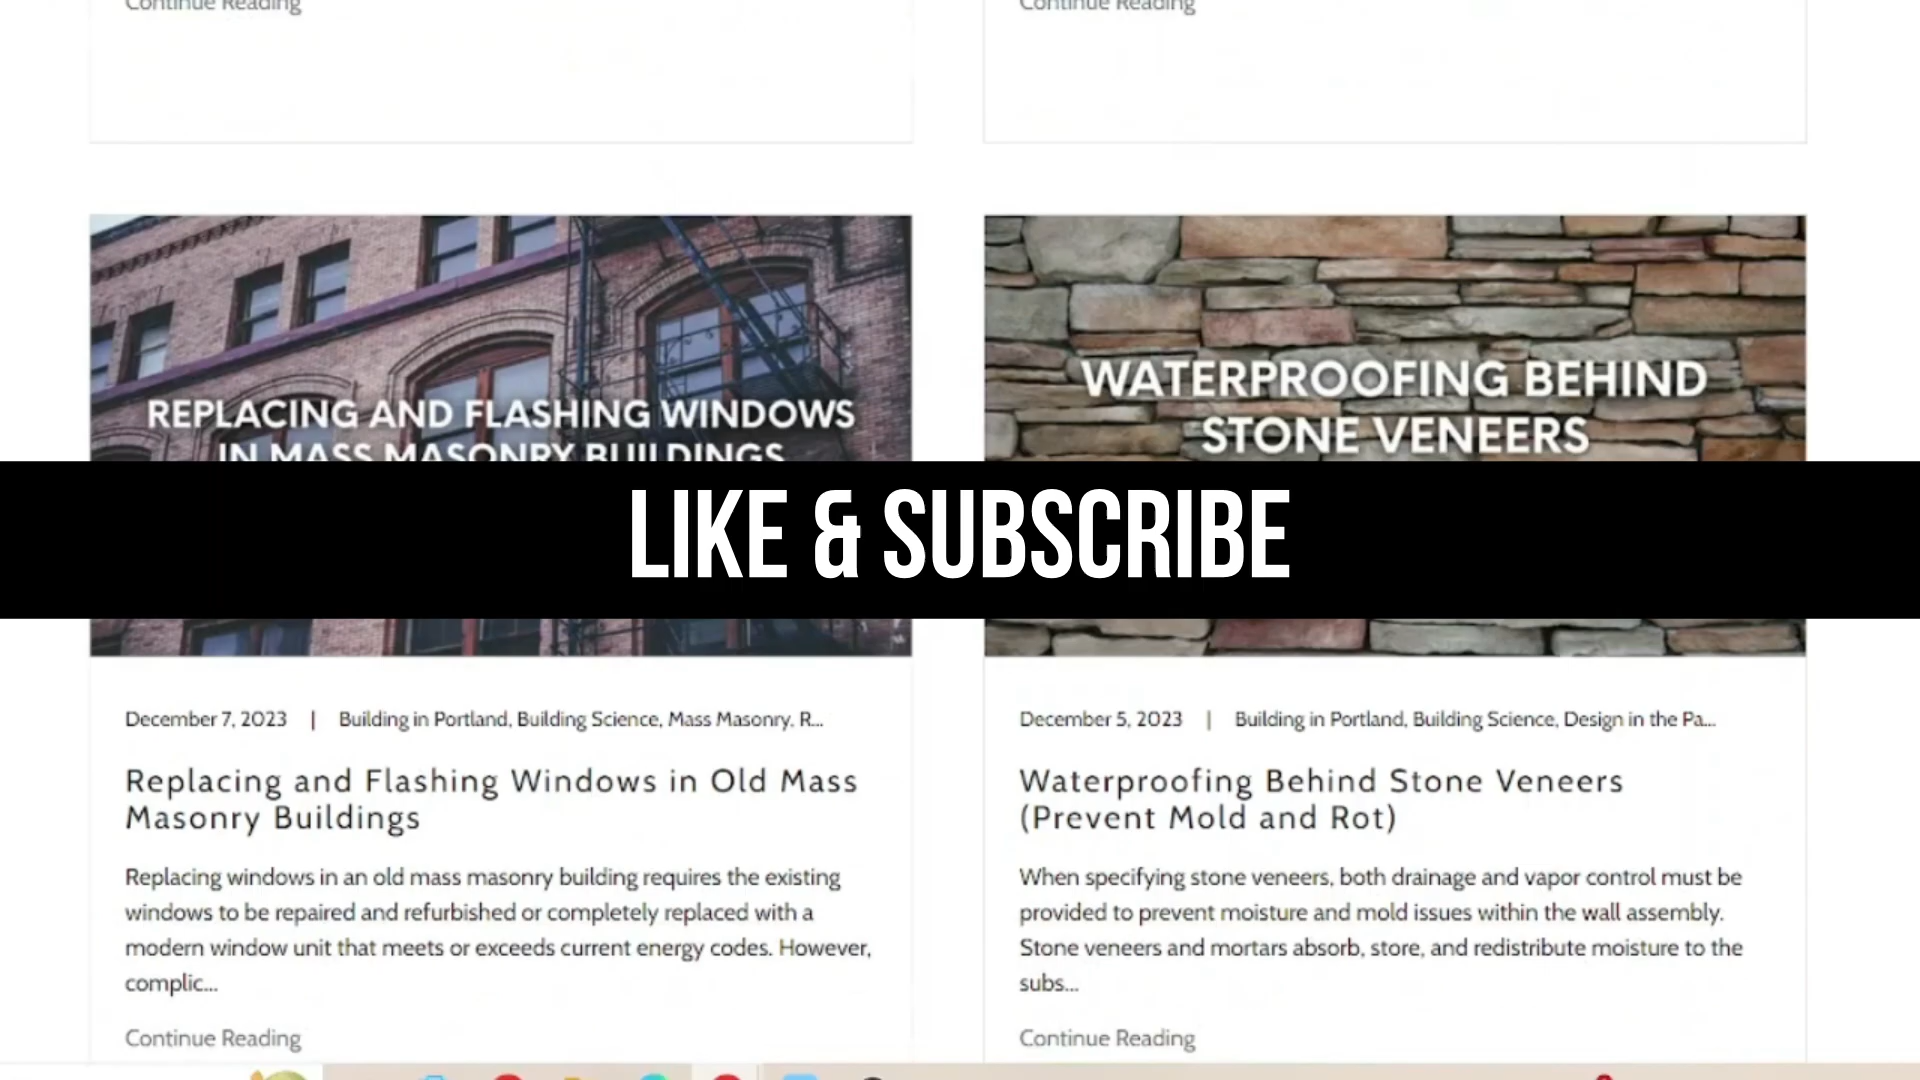 Continue Reading
Continue Reading
REPLACING AND FLASHING WINDOWS
IN MASS MASONRY BUILDINGS
WATERPROOFING BEHIND
STONE VENEERS
LIKE & SUBSCRIBE
December 7, 2023 | Building in Portland, Building Science, Mass Masonry, R...
Replacing and Flashing Windows in Old Mass
Masonry Buildings
Replacing windows in an old mass masonry building requires the existing
windows to be repaired and refurbished or completely replaced with a
modern window unit that meets or exceeds current energy codes. However,
complic...
Continue Reading
December 5, 2023 | Building in Portland, Building Science, Design in the Pa...
Waterproofing Behind Stone Veneers
(Prevent Mold and Rot)
When specifying stone veneers, both drainage and vapor control must be
provided to prevent moisture and mold issues within the wall assembly.
Stone veneers and mortars absorb, store, and redistribute moisture to the
subs...
Continue Reading